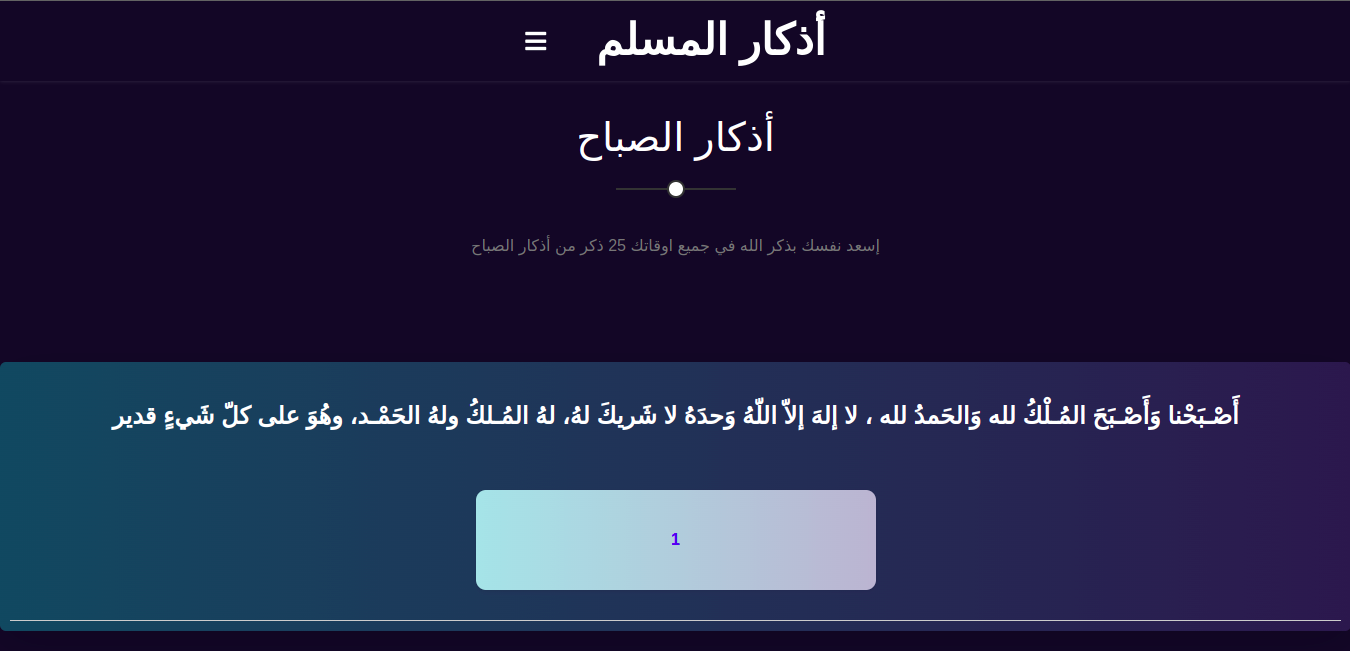 أذكار المسلم
أذكار الصباح
إسعد نفسك بذكر الله في جميع اوقاتك 25 ذكر من أذكار الصباح
أَصْـبَحْنا وَأَصْـبَحَ المُـلْكُ لله وَالحَمدُ لله ، لا إلهَ إلاّ اللّهُ وَحدَهُ لا شَريكَ لهُ، لهُ المُـلكُ ولهُ الحَمْـد، وهُوَ على كلّ شَيءٍ قدير
1